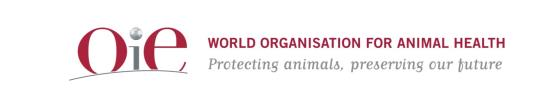 Oie WORLD ORGANISATION FOR ANIMAL HEALTH
Protecting animals, preserving our future